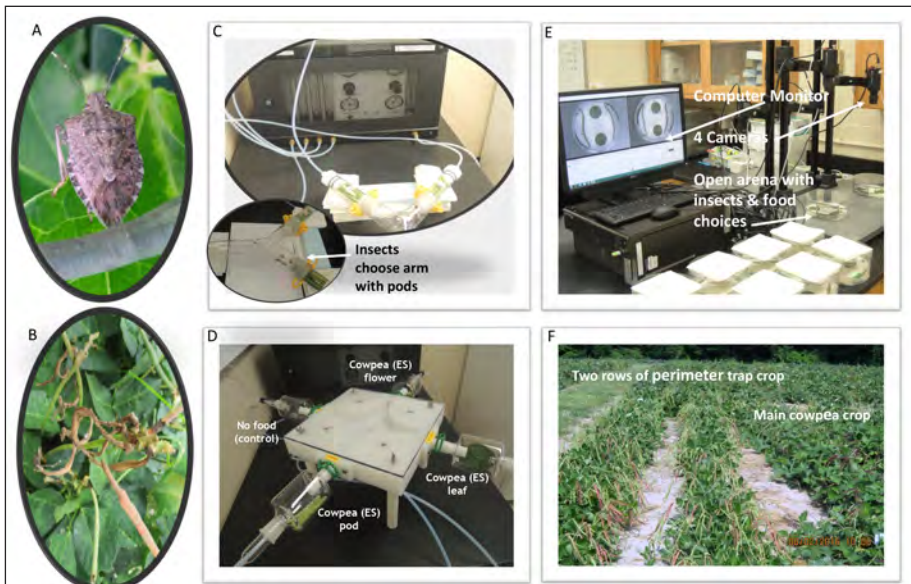 A
B
C
Insects
choose arm
with pods
D
Cowpea (ES)
flower
No food
(control)
Cowpea (ES)
leaf
Cowpea (ES)
pod
E
Computer Monitor
4 Cameras
Open arena with
insects & food
choices
F
Two rows of perimeter trap crop
Main cowpea crop